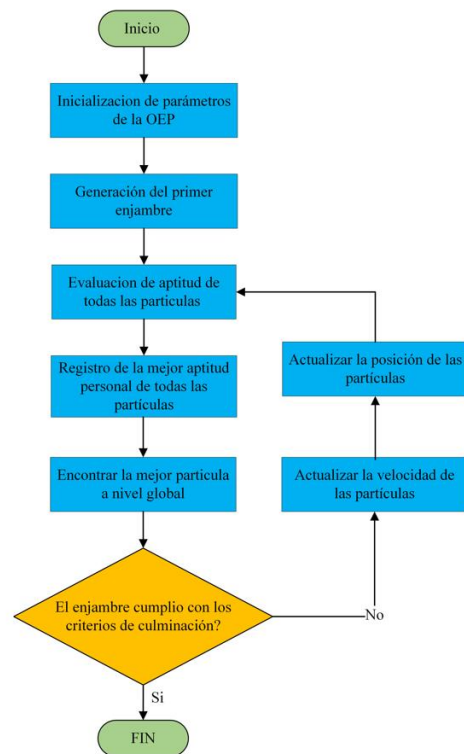 Inicio
Inicializacion de parámetros
de la OEP
Generación del primer
enjambre
Evaluacion de aptitud de
todas las particulas
Registro de la mejor aptitud
personal de todas las
partículas
Encontrar la mejor particula
a nivel global
El enjambre cumplio con los
criterios de culminación?
Si
FIN
No
Actualizar la velocidad de
las partículas
Actualizar la posición de las
partículas